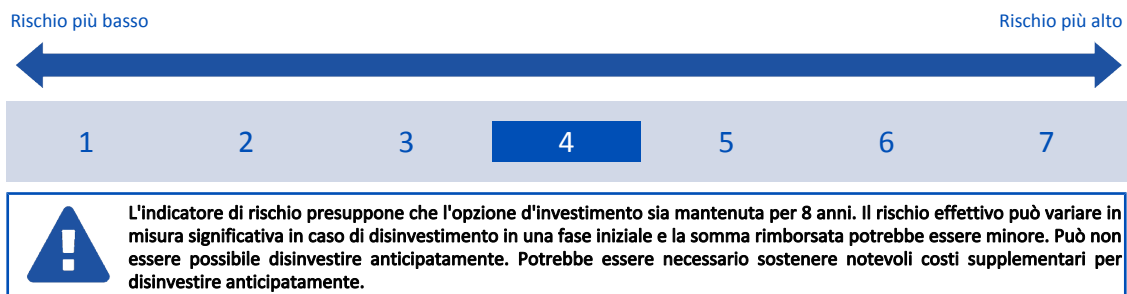 Rischio più basso Rischio più alto
1 2 3 4 5 6 7
L'indicatore di rischio presuppone che l'opzione d'investimento sia mantenuta per 8 anni. Il rischio effettivo può variare in
misura significativa in caso di disinvestimento in una fase iniziale e la somma rimborsata potrebbe essere minore. Può non
essere possibile disinvestire anticipatamente. Potrebbe essere necessario sostenere notevoli costi supplementari per
disinvestire anticipatamente.